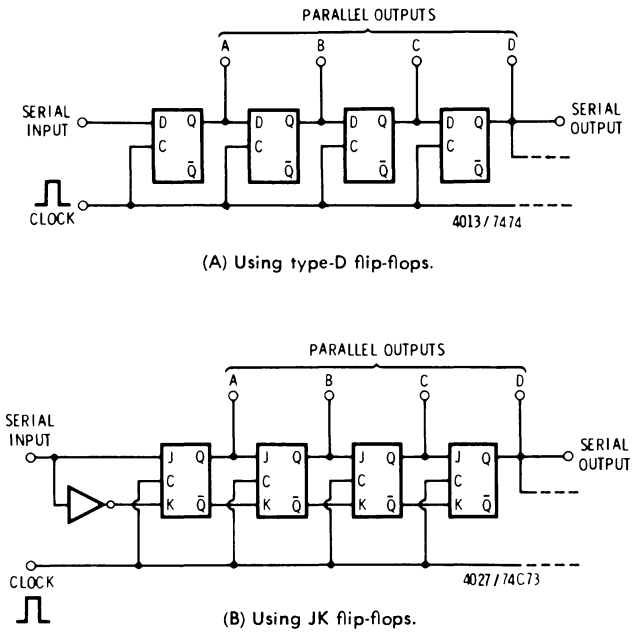 PARALLEL OUTPUTS
A B C D
SERIAL INPUT
SERIAL OUTPUT
D Q D Q D Q D Q
C C C C
Q̄ Q̄ Q̄ Q̄
CLOCK
4013/7474
(A) Using type-D flip-flops.
PARALLEL OUTPUTS
A B C D
SERIAL
INPUT
J Q J Q J Q J Q
SERIAL
OUTPUT
C C C C
K Q̄ K Q̄ K Q̄ K Q̄
CLOCK
4027/74C73
(B) Using JK flip-flops.